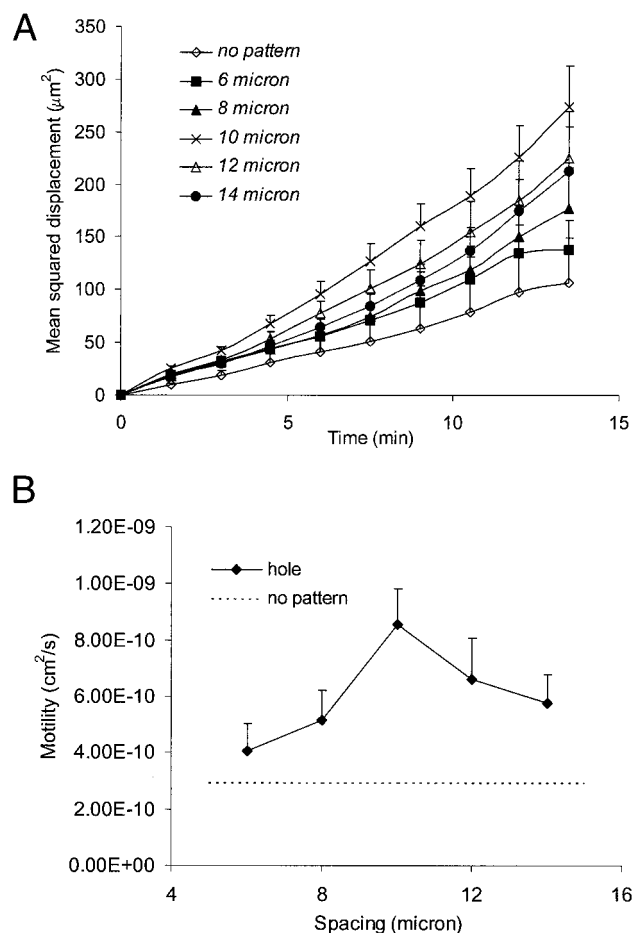 A
Mean squared displacement (μm²)
350
300
250
200
150
100
50
0
no pattern
6 micron
8 micron
10 micron
12 micron
14 micron
0
5
10
15
Time (min)
B
Motility (cm²/s)
1.20E-09
1.00E-09
8.00E-10
6.00E-10
4.00E-10
2.00E-10
0.00E+00
hole
no pattern
4
8
12
16
Spacing (micron)